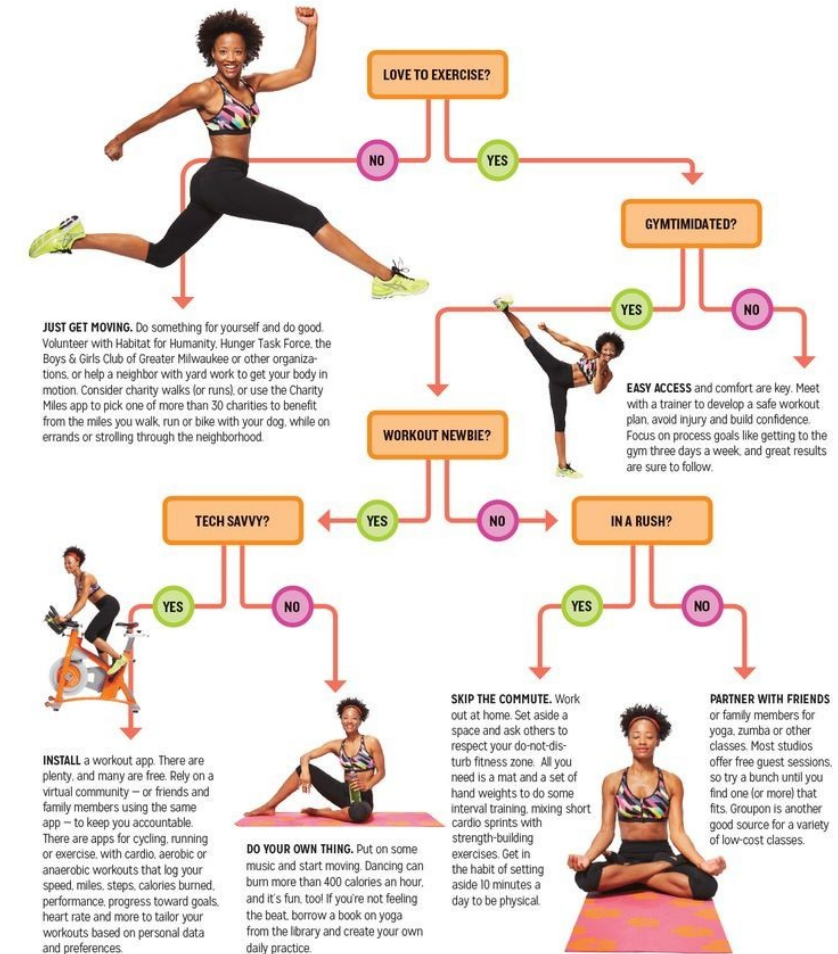 LOVE TO EXERCISE?
NO
YES
GYMTIMIDATED?
YES
NO
JUST GET MOVING. Do something for yourself and do good.
Volunteer with Habitat for Humanity, Hunger Task Force, the
Boys & Girls Club of Greater Milwaukee or other organiza-
tions, or help a neighbor with yard work to get your body in
motion. Consider charity walks (or runs), or use the Charity
Miles app to pick one of more than 30 charities to benefit
from the miles you walk, run or bike with your dog, while on
errands or strolling through the neighborhood.
EASY ACCESS and comfort are key. Meet
with a trainer to develop a safe workout
plan, avoid injury and build confidence.
Focus on process goals like getting to the
gym three days a week, and great results
are sure to follow.
WORKOUT NEWBIE?
YES
NO
TECH SAVVY?
IN A RUSH?
YES
NO
YES
NO
INSTALL a workout app. There are
plenty, and many are free. Rely on a
virtual community — or friends and
family members using the same
app — to keep you accountable.
There are apps for cycling, running
or exercise, with cardio, aerobic or
anaerobic workouts that log your
speed, miles, steps, calories burned,
performance, progress toward goals,
heart rate and more to tailor your
workouts based on personal data
and preferences.
DO YOUR OWN THING. Put on some
music and start moving. Dancing can
burn more than 400 calories an hour,
and it's fun, too! If you're not feeling
the beat, borrow a book on yoga
from the library and create your own
daily practice.
SKIP THE COMMUTE. Work
out at home. Set aside a
space and ask others to
respect your do-not-dis-
turb fitness zone. All you
need is a mat and a set of
hand weights to do some
interval training, mixing short
cardio sprints with
strength-building
exercises. Get in
the habit of setting
aside 10 minutes a
day to be physical.
PARTNER WITH FRIENDS
or family members for
yoga, zumba or other
classes. Most studios
offer free guest sessions,
so try a bunch until you
find one (or more) that
fits. Groupon is another
good source for a variety
of low-cost classes.